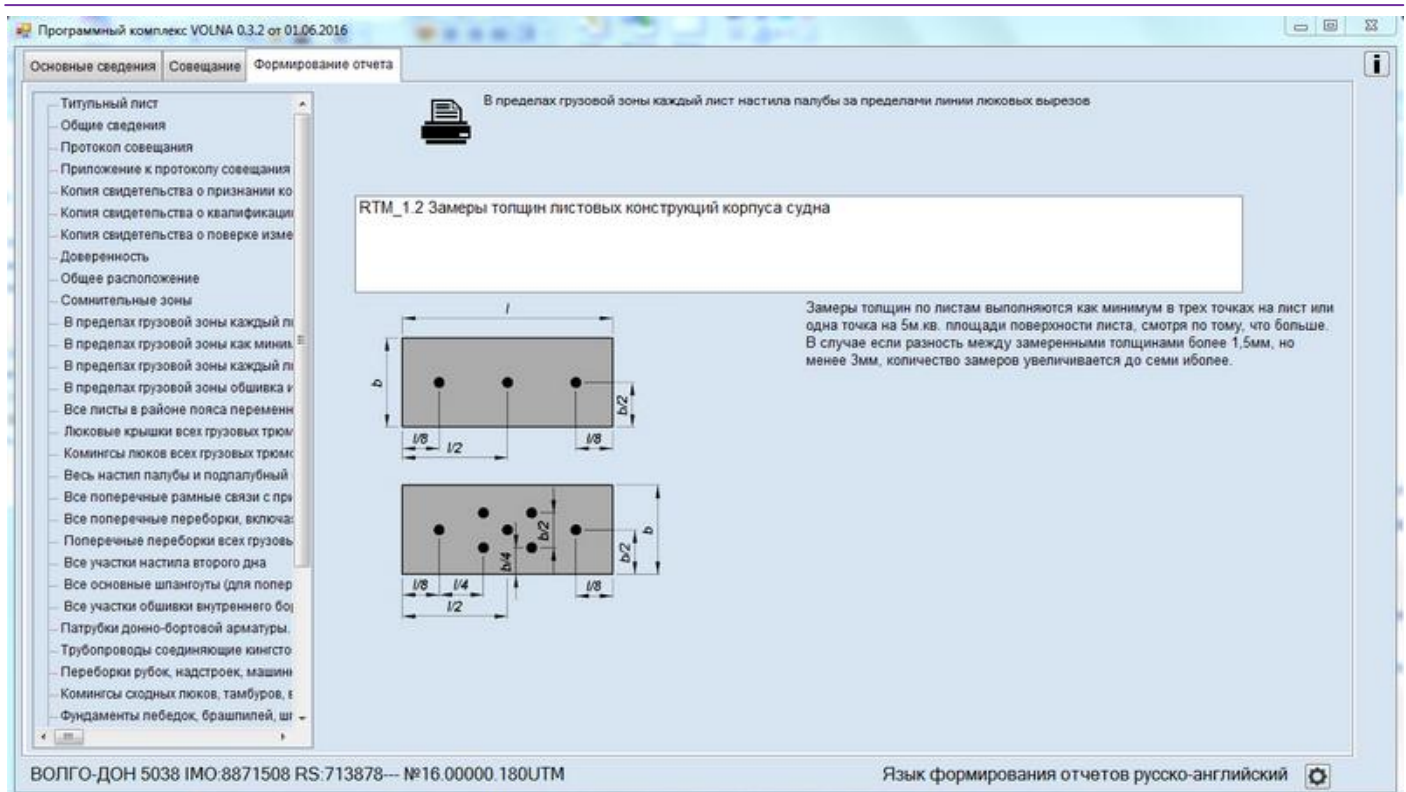 Программный комплекс VOLNA 0.3.2 от 01.06.2016
Основные сведения Совещание Формирование отчета
Титульный лист
Общие сведения
Протокол совещания
Приложение к протоколу совещания
Копия свидетельства о признании ко
Копия свидетельства о квалификаци
Копия свидетельства о поверке изме
Доверенность
Общее расположение
Сомнительные зоны
В пределах грузовой зоны каждый ли
В пределах грузовой зоны как миним
В пределах грузовой зоны каждый ли
В пределах грузовой зоны обшивка и
Все листы в районе пояса переменн
Люковые крышки всех грузовых трюм
Комингсы люков всех грузовых трюмо
Весь настил палубы и подпалубный
Все поперечные рамные связи с при
Все поперечные переборки, включа
Поперечные переборки всех грузовы
Все участки настила второго дна
Все основные шпангоуты (для попер
Все участки обшивки внутреннего бор
Патрубки донно-бортовой арматуры.
Трубопроводы соединяющие кингсто
Переборки рубок, надстроек, машинн
Комингсы сходных люков, тамбуров, в
Фундаменты лебедок, брашпилей, шп
В пределах грузовой зоны каждый лист настила палубы за пределами линии люковых вырезов
RTM_1.2 Замеры толщин листовых конструкций корпуса судна
l
b
b/2
l/8 l/2 l/8
b/2
b/4
b/2
b
l/8 l/4 l/8
l/2
Замеры толщин по листам выполняются как минимум в трех точках на лист или
одна точка на 5м.кв. площади поверхности листа, смотря по тому, что больше.
В случае если разность между замеренными толщинами более 1,5мм, но
менее 3мм, количество замеров увеличивается до семи иболее.
ВОЛГО-ДОН 5038 IMO:8871508 RS:713878--- №16.00000.180UTM
Язык формирования отчетов русско-английский